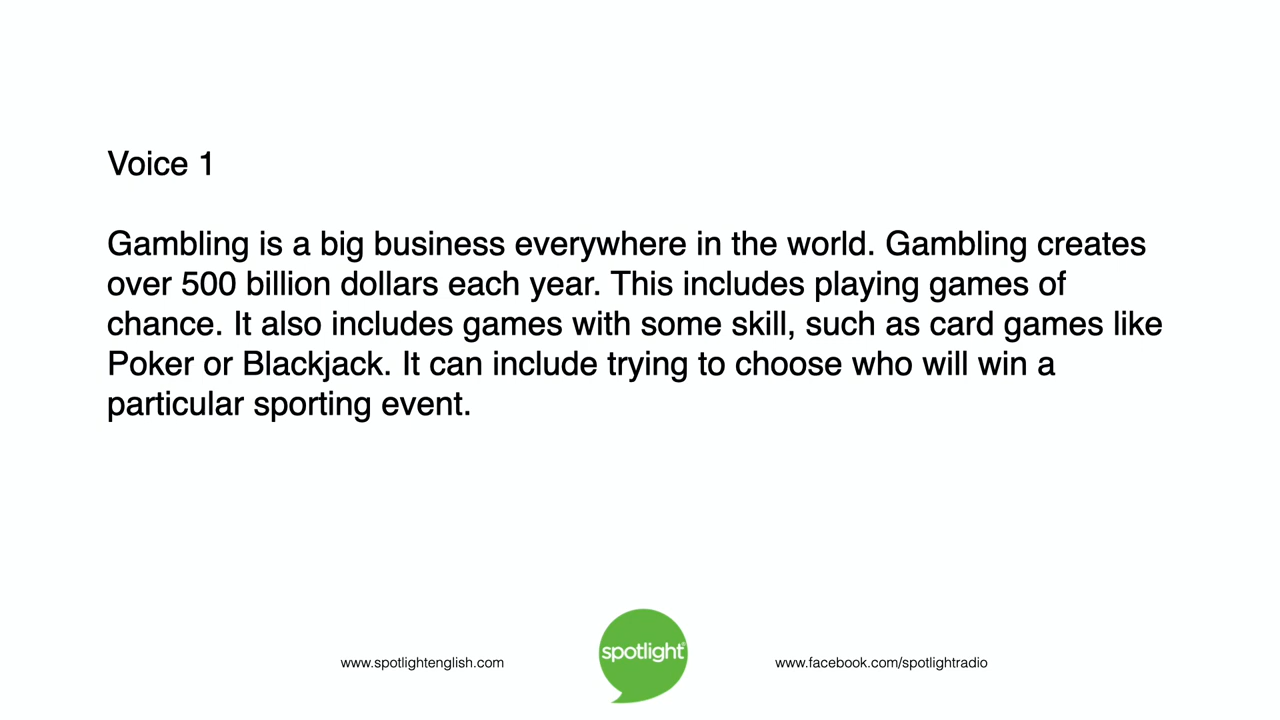 Voice 1
Gambling is a big business everywhere in the world. Gambling creates
over 500 billion dollars each year. This includes playing games of
chance. It also includes games with some skill, such as card games like
Poker or Blackjack. It can include trying to choose who will win a
particular sporting event.
spotlight®
www.spotlightenglish.com
www.facebook.com/spotlightradio